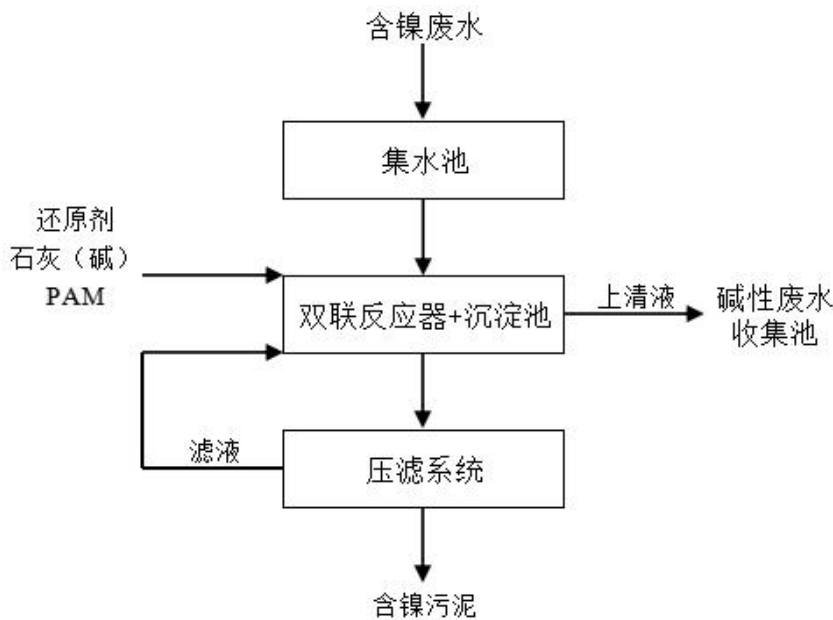 含镍废水
集水池
还原剂
石灰（碱）
PAM
双联反应器+沉淀池
上清液
碱性废水
收集池
滤液
压滤系统
含镍污泥